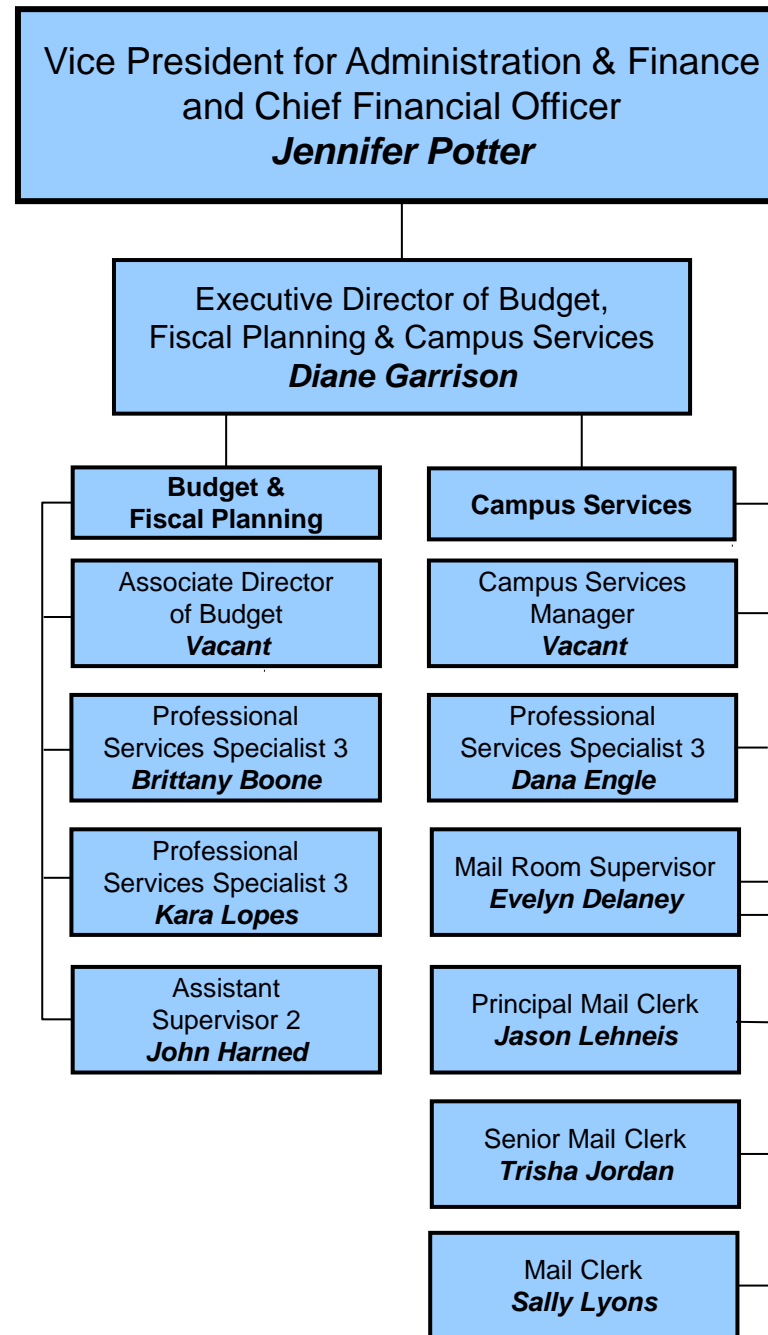 Vice President for Administration & Finance
and Chief Financial Officer
Jennifer Potter
Executive Director of Budget,
Fiscal Planning & Campus Services
Diane Garrison
Budget &
Fiscal Planning
Associate Director
of Budget
Vacant
Professional
Services Specialist 3
Brittany Boone
Professional
Services Specialist 3
Kara Lopes
Assistant
Supervisor 2
John Harned
Campus Services
Campus Services
Manager
Vacant
Professional
Services Specialist 3
Dana Engle
Mail Room Supervisor
Evelyn Delaney
Principal Mail Clerk
Jason Lehneis
Senior Mail Clerk
Trisha Jordan
Mail Clerk
Sally Lyons